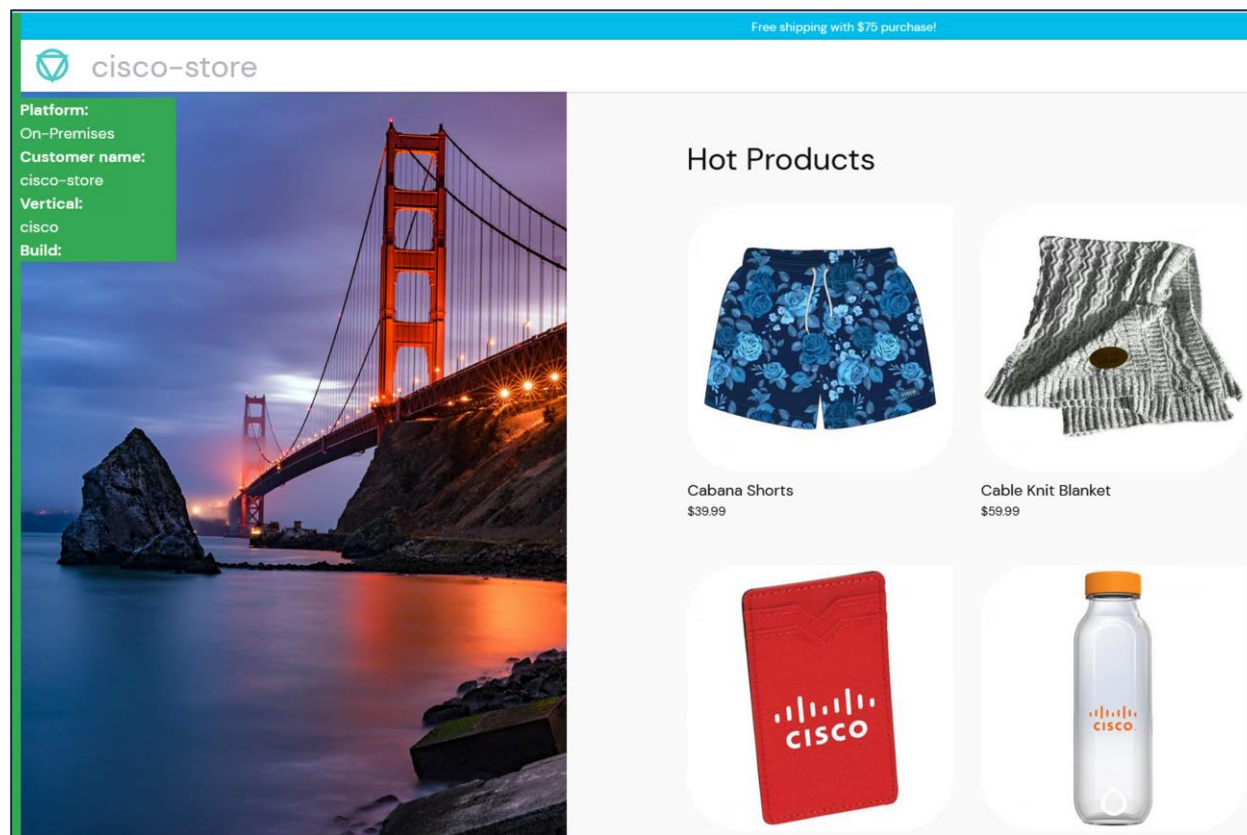 Free shipping with $75 purchase!
cisco-store
Platform:
On-Premises
Customer name:
cisco-store
Vertical:
cisco
Build:
Hot Products
CISCO
Cabana Shorts
$39.99
Cable Knit Blanket
$59.99
CISCO
CISCO